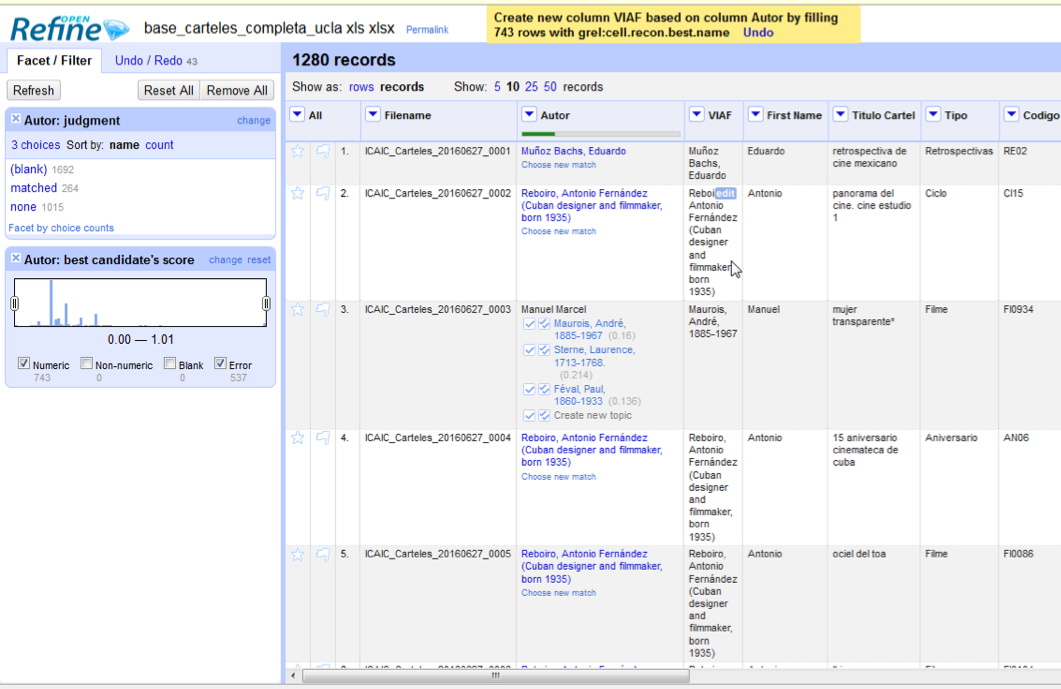 OPEN
Refine
base_carteles_completa_ucla xls xlsx Permalink
Create new column VIAF based on column Autor by filling
743 rows with grel:cell.recon.best.name Undo
Facet / Filter Undo / Redo 43
Refresh Reset All Remove All
Autor: judgment change
3 choices Sort by: name count
(blank) 1692
matched 264
none 1015
Facet by choice counts
Autor: best candidate's score change reset
0.00 — 1.01
Numeric Non-numeric Blank Error
743 0 0 537
1280 records
Show as: rows records Show: 5 10 25 50 records
All Filename Autor VIAF First Name Titulo Cartel Tipo Codigo
1. ICAIC_Carteles_20160627_0001
Muñoz Bachs, Eduardo
Choose new match
Muñoz
Bachs,
Eduardo
Eduardo
retrospectiva de
cine mexicano
Retrospectivas
RE02
2. ICAIC_Carteles_20160627_0002
Reboiro, Antonio Fernández
(Cuban designer and filmmaker,
born 1935)
Choose new match
Reboi edit
Antonio
Fernández
(Cuban
designer
and
filmmaker,
born
1935)
Antonio
panorama del
cine. cine estudio
1
Ciclo
CI15
3. ICAIC_Carteles_20160627_0003
Manuel Marcel
Maurois, André,
1885-1967 (0.16)
Sterne, Laurence,
1713-1768.
(0.214)
Féval, Paul,
1860-1933 (0.136)
Create new topic
Maurois,
André,
1885-1967
Manuel
mujer
transparente*
Filme
FI0934
4. ICAIC_Carteles_20160627_0004
Reboiro, Antonio Fernández
(Cuban designer and filmmaker,
born 1935)
Choose new match
Reboiro,
Antonio
Fernández
(Cuban
designer
and
filmmaker,
born
1935)
Antonio
15 aniversario
cinemateca de
cuba
Aniversario
AN06
5. ICAIC_Carteles_20160627_0005
Reboiro, Antonio Fernández
(Cuban designer and filmmaker,
born 1935)
Choose new match
Reboiro,
Antonio
Fernández
(Cuban
designer
and
filmmaker,
born
1935)
Antonio
ociel del toa
Filme
FI0086